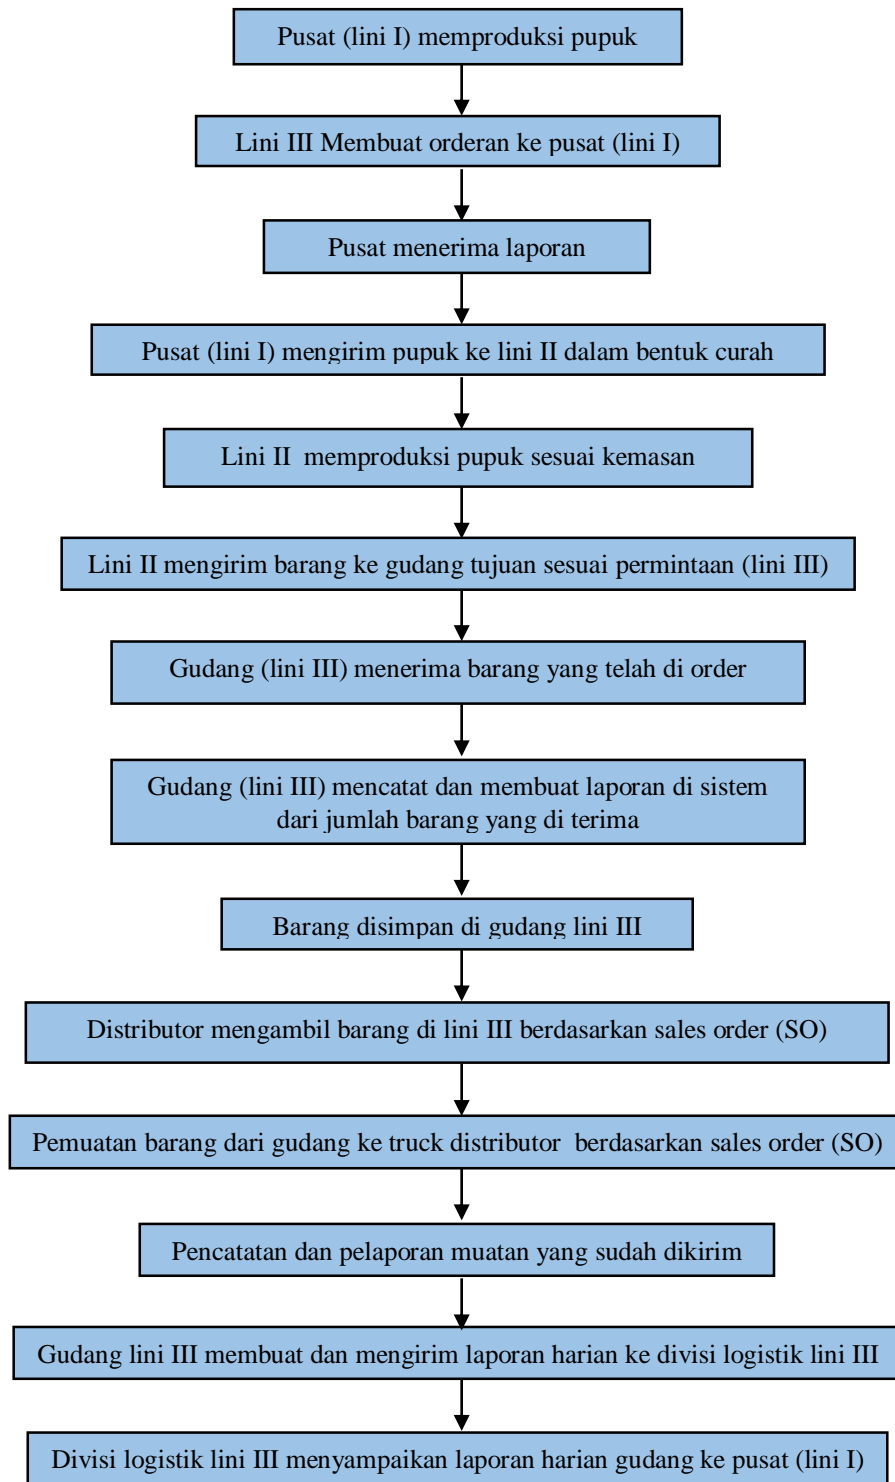 Pusat (lini I) memproduksi pupuk
Lini III Membuat orderan ke pusat (lini I)
Pusat menerima laporan
Pusat (lini I) mengirim pupuk ke lini II dalam bentuk curah
Lini II memproduksi pupuk sesuai kemasan
Lini II mengirim barang ke gudang tujuan sesuai permintaan (lini III)
Gudang (lini III) menerima barang yang telah di order
Gudang (lini III) mencatat dan membuat laporan di sistem
dari jumlah barang yang di terima
Barang disimpan di gudang lini III
Distributor mengambil barang di lini III berdasarkan sales order (SO)
Pemuatan barang dari gudang ke truck distributor berdasarkan sales order (SO)
Pencatatan dan pelaporan muatan yang sudah dikirim
Gudang lini III membuat dan mengirim laporan harian ke divisi logistik lini III
Divisi logistik lini III menyampaikan laporan harian gudang ke pusat (lini I)